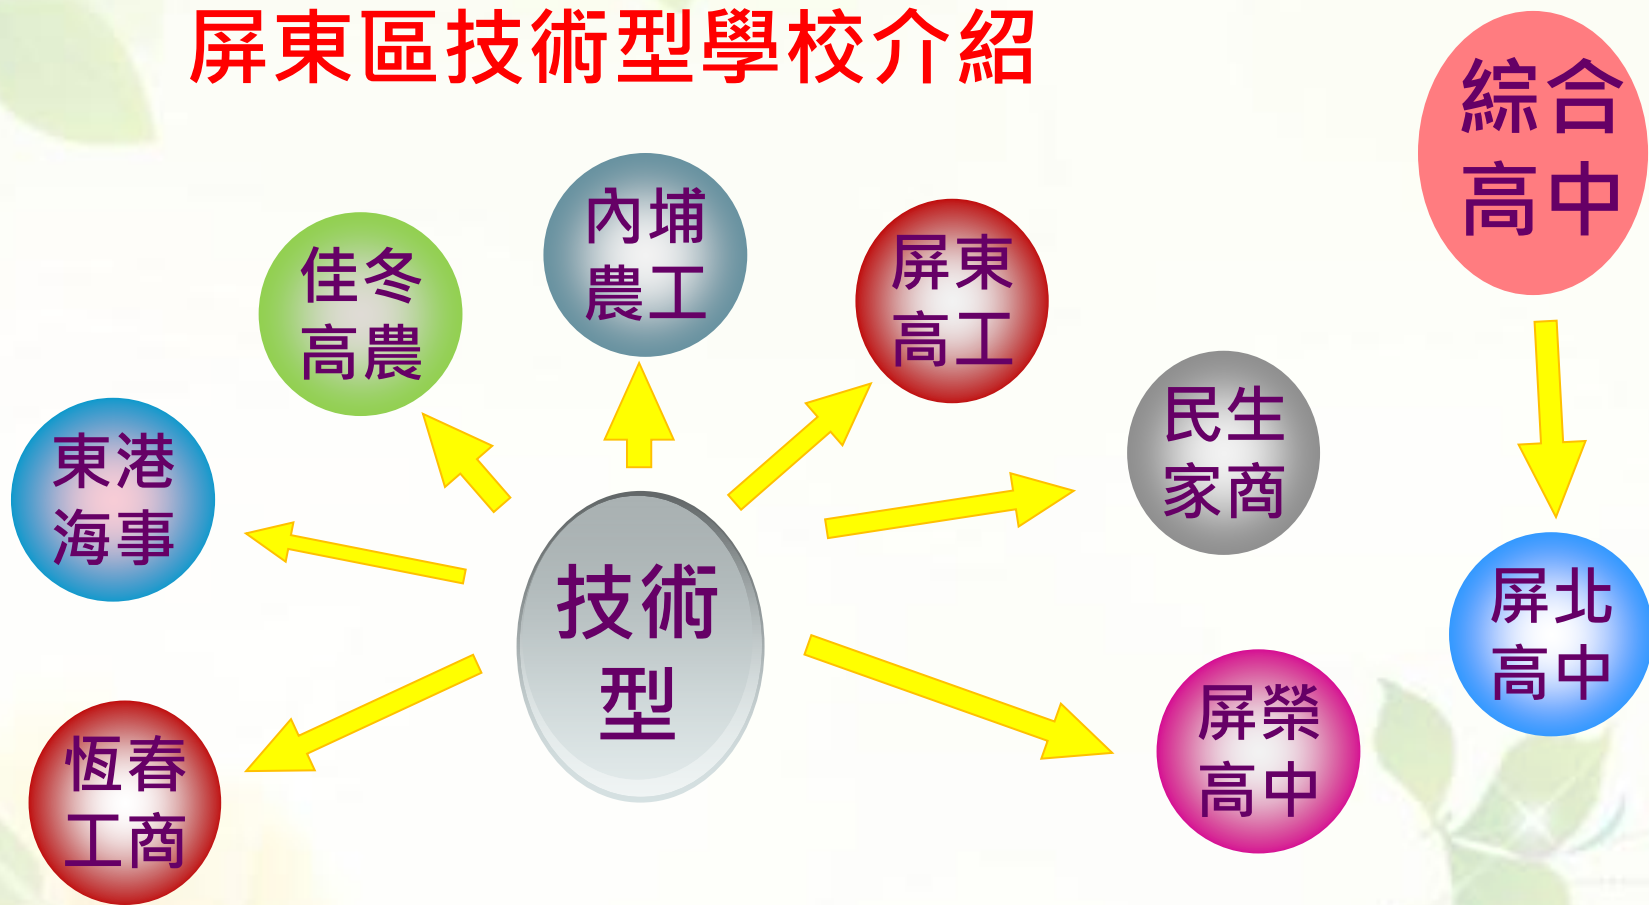 屏東區技術型學校介紹
綜合
高中
內埔
農工
佳冬
高農
屏東
高工
民生
家商
東港
海事
技術
型
屏北
高中
屏榮
高中
恆春
工商